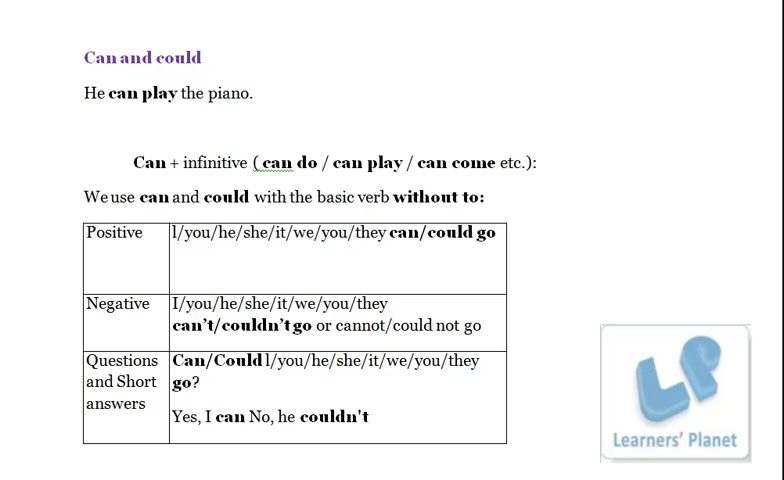 Can and could
He can play the piano.
Can + infinitive ( can do / can play / can come etc.):
We use can and could with the basic verb without to:
Positive
l/you/he/she/it/we/you/they can/could go
Negative
I/you/he/she/it/we/you/they
can't/couldn't go or cannot/could not go
Questions
and Short
answers
Can/Could l/you/he/she/it/we/you/they
go?
Yes, I can No, he couldn't
LP
Learners' Planet